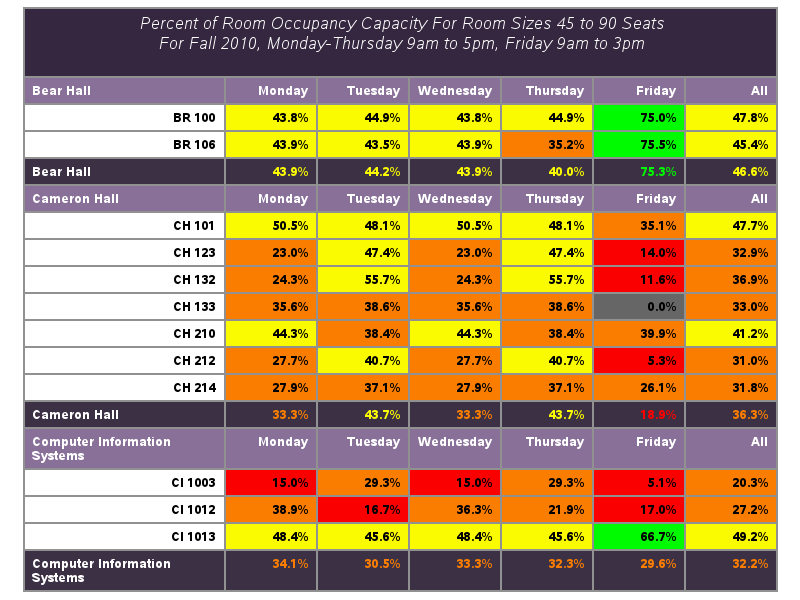 Percent of Room Occupancy Capacity For Room Sizes 45 to 90 Seats
For Fall 2010, Monday-Thursday 9am to 5pm, Friday 9am to 3pm
Bear Hall Monday Tuesday Wednesday Thursday Friday All
BR 100 43.8% 44.9% 43.8% 44.9% 75.0% 47.8%
BR 106 43.9% 43.5% 43.9% 35.2% 75.5% 45.4%
Bear Hall 43.9% 44.2% 43.9% 40.0% 75.3% 46.6%
Cameron Hall Monday Tuesday Wednesday Thursday Friday All
CH 101 50.5% 48.1% 50.5% 48.1% 35.1% 47.7%
CH 123 23.0% 47.4% 23.0% 47.4% 14.0% 32.9%
CH 132 24.3% 55.7% 24.3% 55.7% 11.6% 36.9%
CH 133 35.6% 38.6% 35.6% 38.6% 0.0% 33.0%
CH 210 44.3% 38.4% 44.3% 38.4% 39.9% 41.2%
CH 212 27.7% 40.7% 27.7% 40.7% 5.3% 31.0%
CH 214 27.9% 37.1% 27.9% 37.1% 26.1% 31.8%
Cameron Hall 33.3% 43.7% 33.3% 43.7% 18.9% 36.3%
Computer Information Monday Tuesday Wednesday Thursday Friday All
Systems
CI 1003 15.0% 29.3% 15.0% 29.3% 5.1% 20.3%
CI 1012 38.9% 16.7% 36.3% 21.9% 17.0% 27.2%
CI 1013 48.4% 45.6% 48.4% 45.6% 66.7% 49.2%
Computer Information 34.1% 30.5% 33.3% 32.3% 29.6% 32.2%
Systems